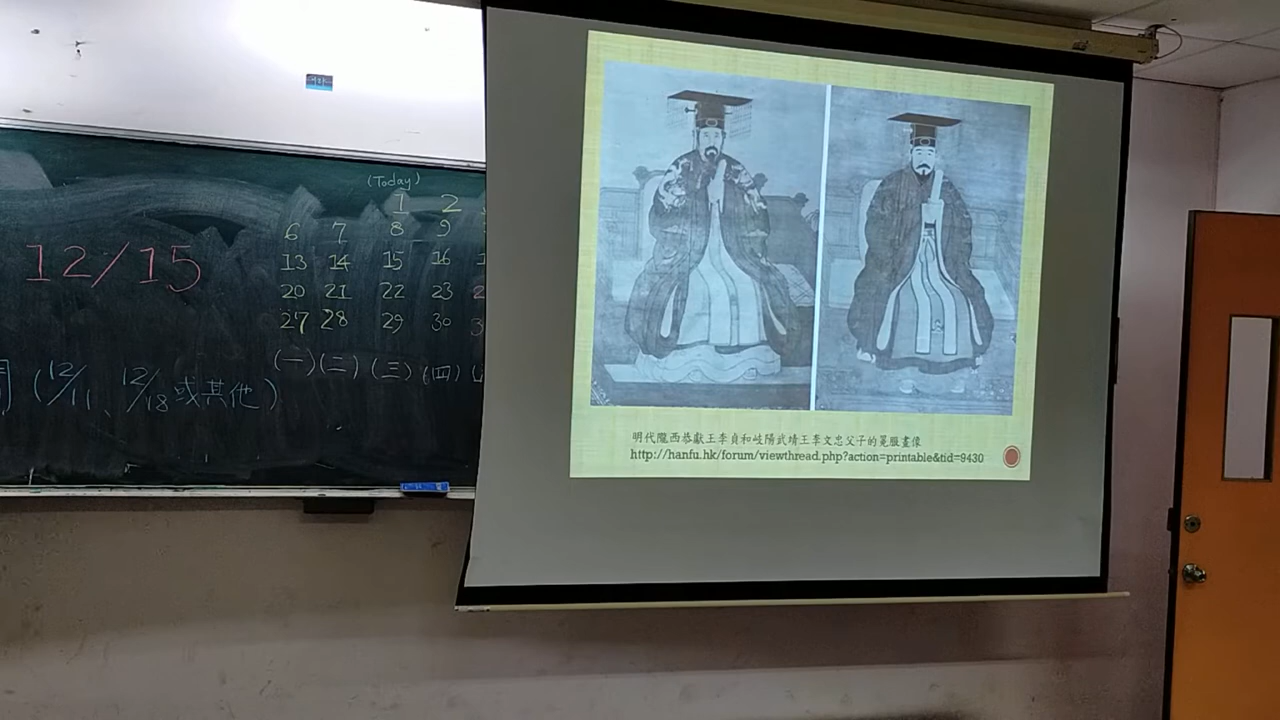 (Today)
1 2
6 7 8 9
13 14 15 16
20 21 22 23
27 28 29 30
(一)(二)(三)(四)
12/15
(12/11、12/18或其他)
明代隴西恭獻王李貞和岐陽武靖王李文忠父子的冕服畫像
http://hanfu.hk/forum/viewthread.php?action=printable&tid=9430